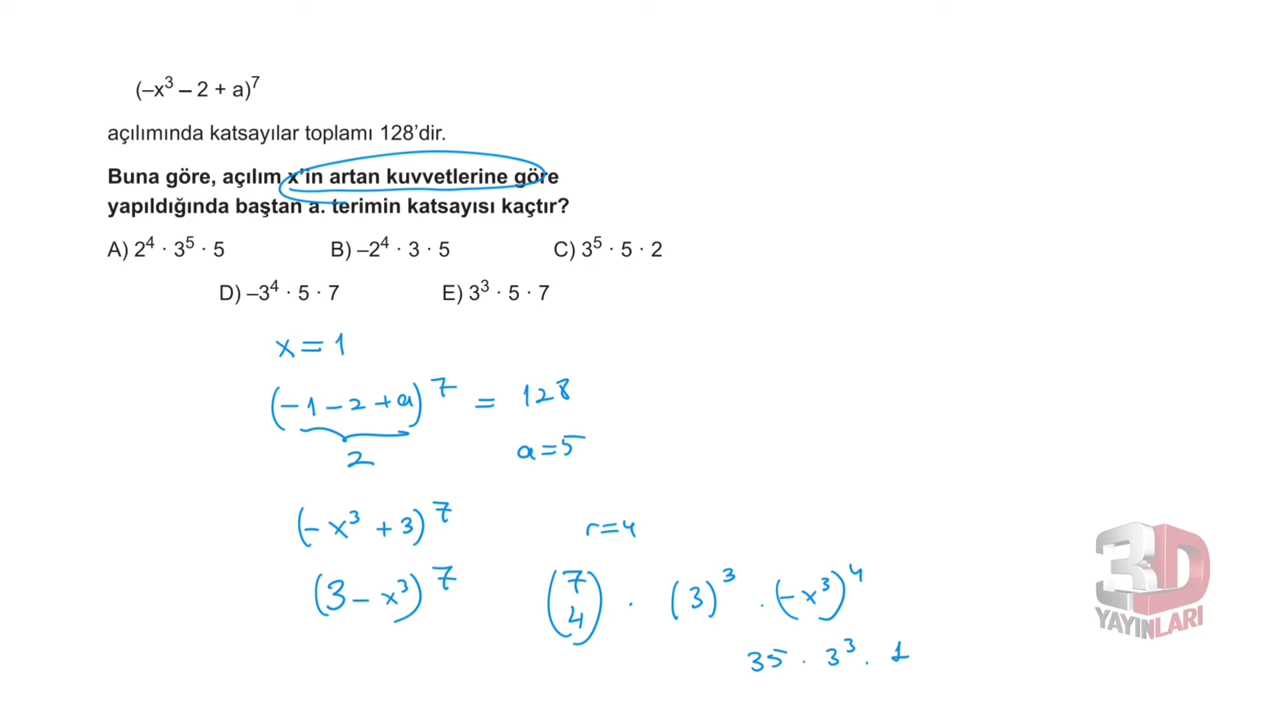 (–x³ – 2 + a)⁷
açılımında katsayılar toplamı 128'dir.
Buna göre, açılım x'in artan kuvvetlerine göre
yapıldığında baştan a. terimin katsayısı kaçtır?
A) 2⁴ · 3⁵ · 5 B) –2⁴ · 3 · 5 C) 3⁵ · 5 · 2
D) –3⁴ · 5 · 7 E) 3³ · 5 · 7
x = 1
(-1 - 2 + a)⁷ = 128
2
a = 5
(- x³ + 3)⁷
r = 4
(3 - x³)⁷
(7 4) · (3)³ · (-x³)⁴
35 · 3³ · 1
3D
YAYINLARI